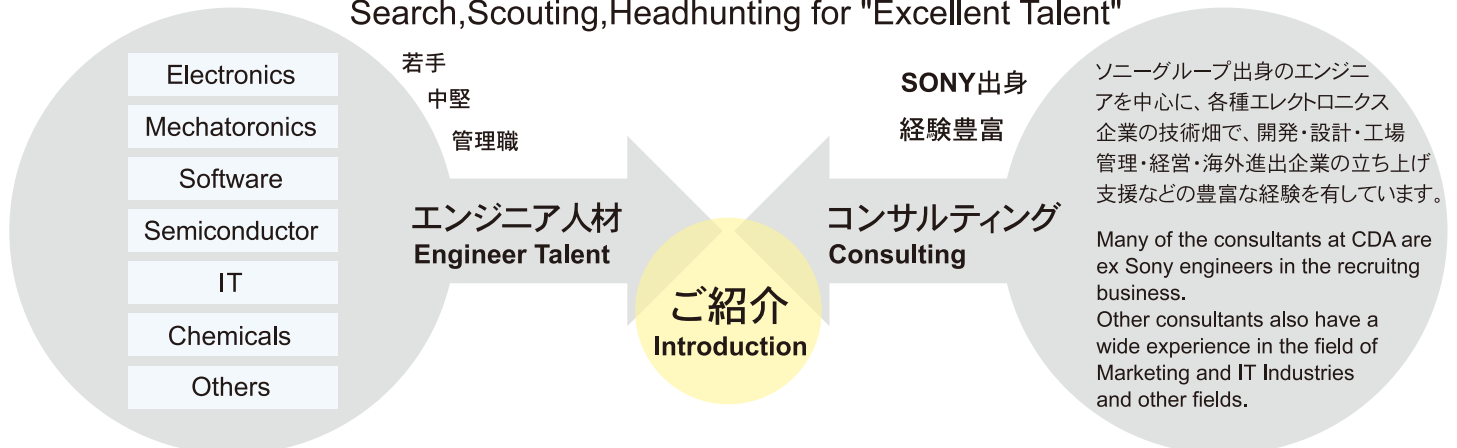 Search,Scouting,Headhunting for "Excellent Talent"
Electronics
Mechatoronics
Software
Semiconductor
IT
Chemicals
Others
若手
中堅
管理職
エンジニア人材
Engineer Talent
ご紹介
Introduction
SONY出身
経験豊富
コンサルティング
Consulting
ソニーグループ出身のエンジニ
アを中心に、各種エレクトロニクス
企業の技術畑で、開発・設計・工場
管理・経営・海外進出企業の立ち上げ
支援などの豊富な経験を有しています。
Many of the consultants at CDA are
ex Sony engineers in the recruitng
business.
Other consultants also have a
wide experience in the field of
Marketing and IT Industries
and other fields.